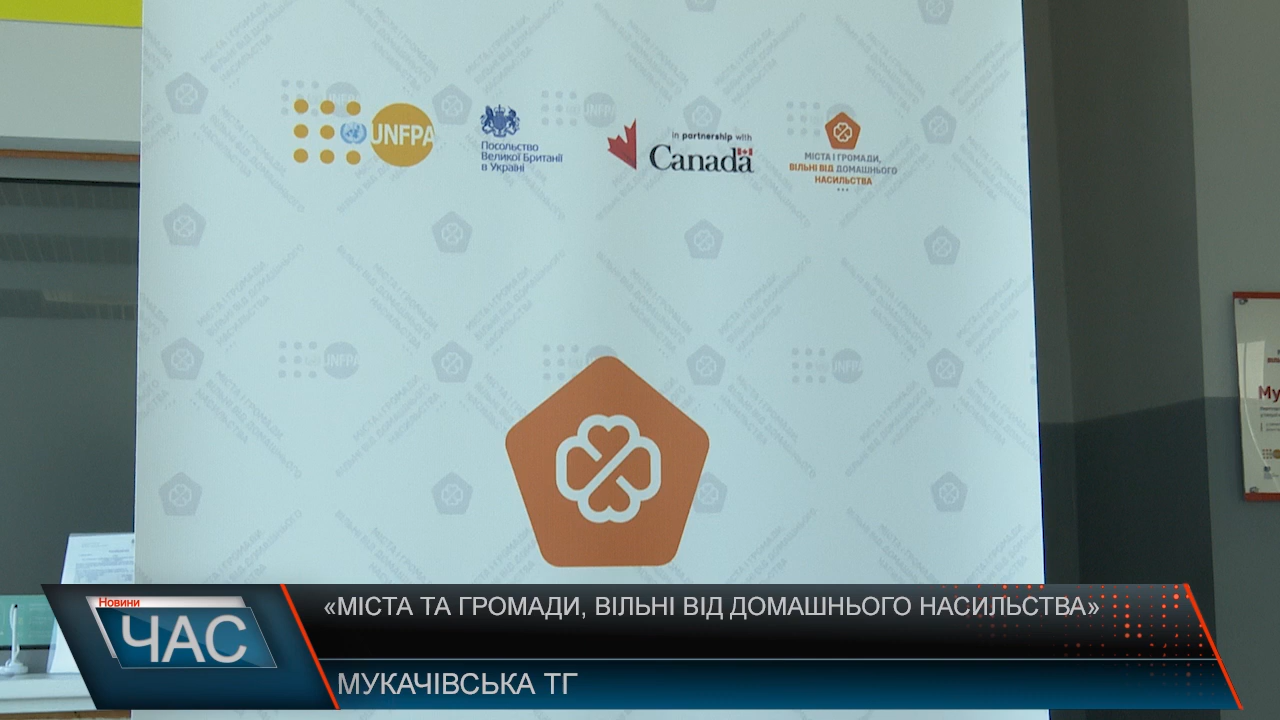 UNFPA
Посольство
Великої Британії
в Україні
in partnership with
Canada
МІСТА І ГРОМАДИ,
ВІЛЬНІ ВІД ДОМАШНЬОГО
НАСИЛЬСТВА
Му
Новини
ЧАС
«МІСТА ТА ГРОМАДИ, ВІЛЬНІ ВІД ДОМАШНЬОГО НАСИЛЬСТВА»
МУКАЧІВСЬКА ТГ